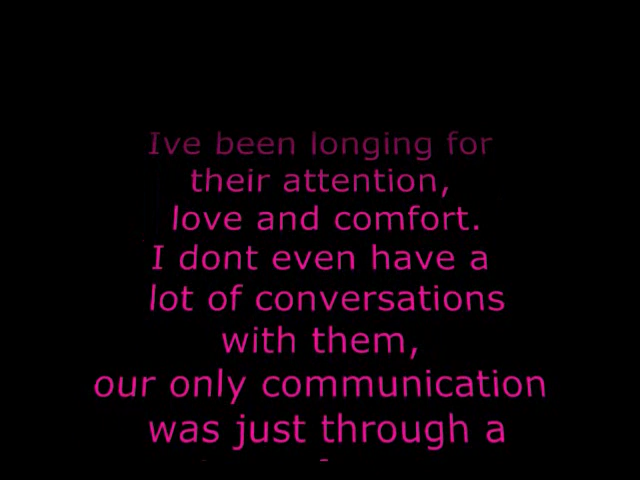 Ive been longing for
their attention,
love and comfort.
I dont even have a
lot of conversations
with them,
our only communication
was just through a